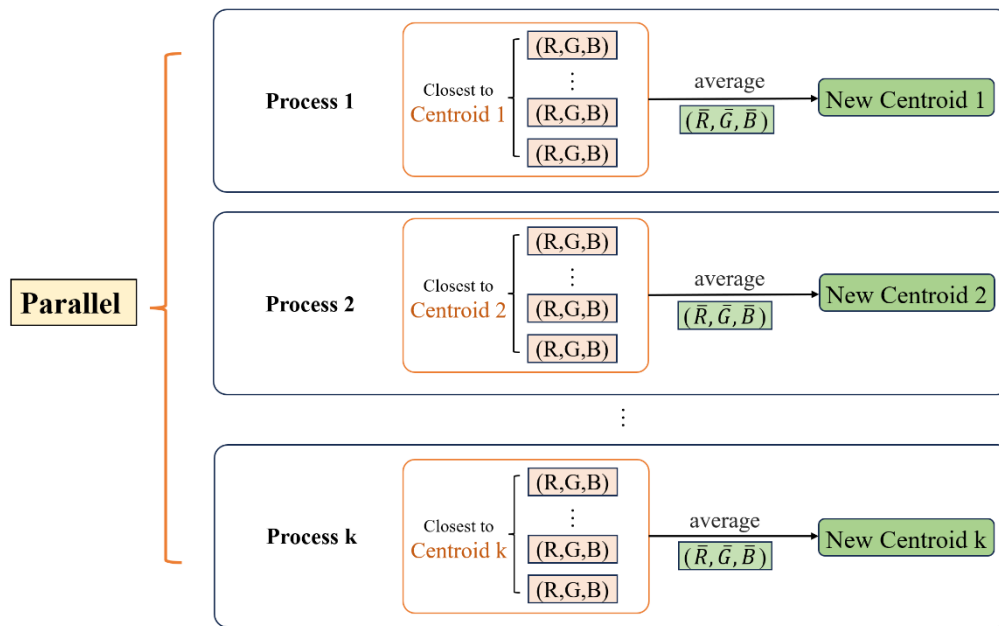 Parallel
Process 1
Closest to
Centroid 1
(R,G,B)
⋮
(R,G,B)
(R,G,B)
average
(R̄, Ḡ, B̄)
New Centroid 1
Process 2
Closest to
Centroid 2
(R,G,B)
⋮
(R,G,B)
(R,G,B)
average
(R̄, Ḡ, B̄)
New Centroid 2
⋮
Process k
Closest to
Centroid k
(R,G,B)
⋮
(R,G,B)
(R,G,B)
average
(R̄, Ḡ, B̄)
New Centroid k